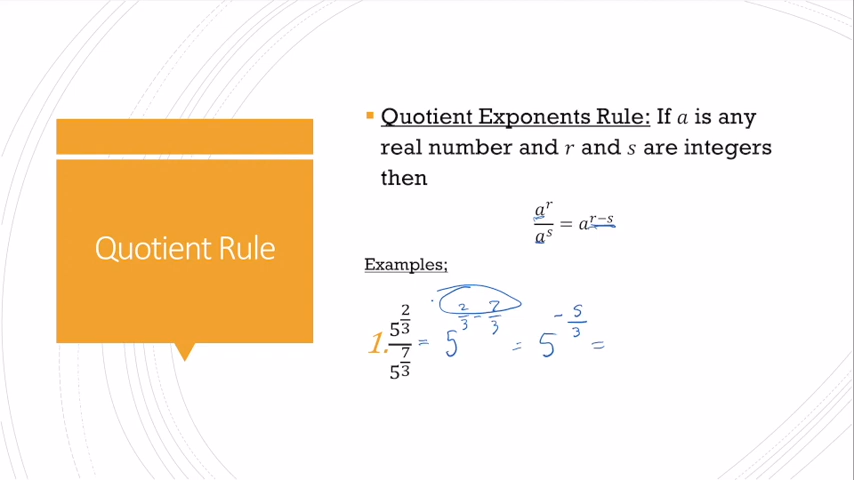 Quotient Rule
▪ Quotient Exponents Rule: If a is any
real number and r and s are integers
then
a^r / a^s = a^(r−s)
Examples;
1. 5^(2/3) / 5^(7/3) = 5^(2/3 − 7/3) = 5^(−5/3) =